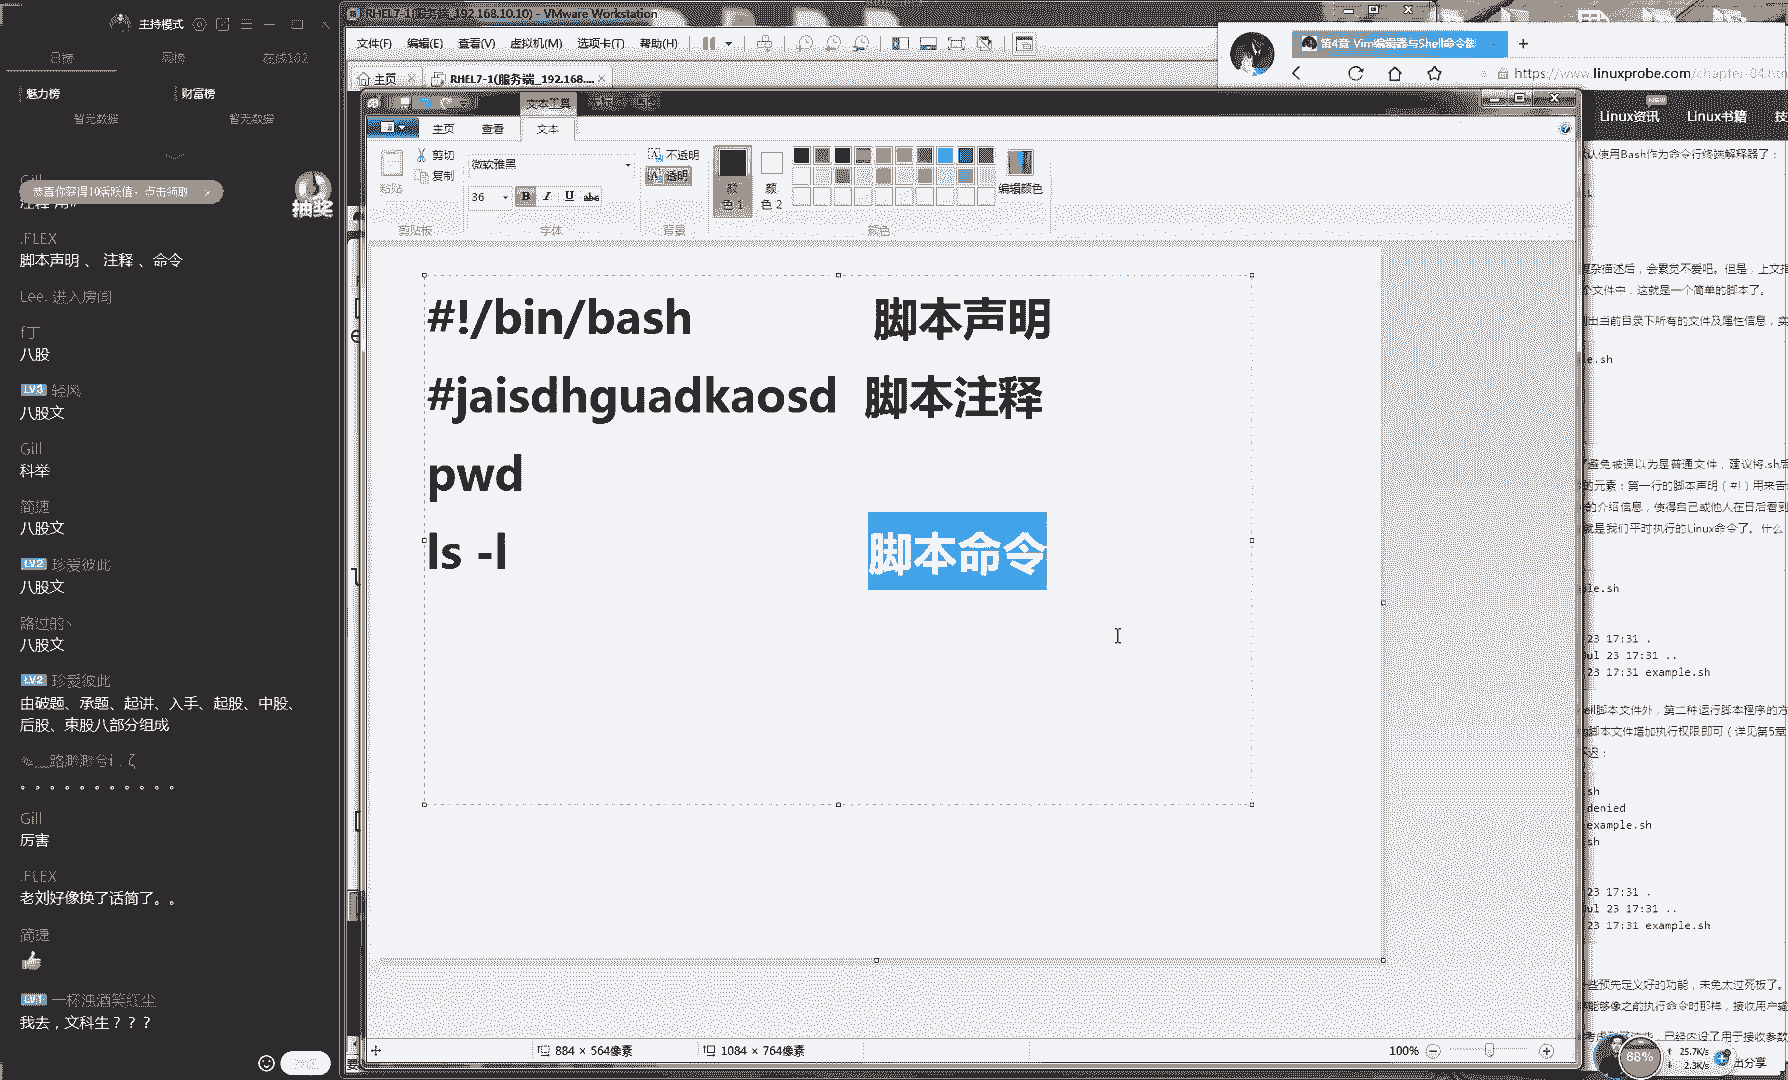 主持模式
日榜
周榜
在线102
魅力榜
财富榜
暂无数据
暂无数据
恭喜你获得10活跃值，点击领取 ×
抽奖
.FLEX
脚本声明 、 注释 、命令
Lee. 进入房间
f丁
八股
LV3 轻风
八股文
Gill
科举
简捷
八股文
LV2 珍爱彼此
八股文
路过的丶
八股文
LV2 珍爱彼此
由破题、承题、起讲、入手、起股、中股、
后股、束股八部分组成
。。。。。。。。。。。
Gill
厉害
.FLEX
老刘好像换了话筒了。。
简捷
LV1 一杯浊酒笑红尘
我去，文科生？？？
RHEL7-1(服务端_192.168.10.10) - VMware Workstation
文件(F) 编辑(E) 查看(V) 虚拟机(M) 选项卡(T) 帮助(H)
主页 × RHEL7-1(服务端_192.168.... ×
文本工具
主页 查看 文本
粘贴
剪切
复制
剪贴板
微软雅黑
36 B I U abc
字体
不透明
透明
背景
颜色 1
颜色 2
编辑颜色
颜色
#!/bin/bash 脚本声明
#jaisdhguadkaosd 脚本注释
pwd
ls -l 脚本命令
884 × 564像素
1084 × 764像素
100%
第4章 Vim编辑器与Shell命令脚
https://www.linuxprobe.com/chapter-04.htm
NEW
Linux资讯 Linux书籍 技
认使用Bash作为命令行终端解释器了：
杂描述后，会累觉不爱吧。但是，上文指
个文件中，这就是一个简单的脚本了。
列出当前目录下所有的文件及属性信息，实
le.sh
了避免被误以为是普通文件，建议将.sh后
的元素：第一行的脚本声明（#!）用来告
的介绍信息，使得自己或他人在日后看到
就是我们平时执行的Linux命令了。什么
le.sh
23 17:31 .
ul 23 17:31 ..
23 17:31 example.sh
ell脚本文件外，第二种运行脚本程序的方
脚本文件增加执行权限即可（详见第5章
迟：
sh
denied
example.sh
sh
23 17:31 .
ul 23 17:31 ..
23 17:31 example.sh
些预先定义好的功能，未免太过死板了。
能够像之前执行命令时那样，接收用户输
已经内设了用于接收参数
68%
25.7K/s
2.3K/s
出分享